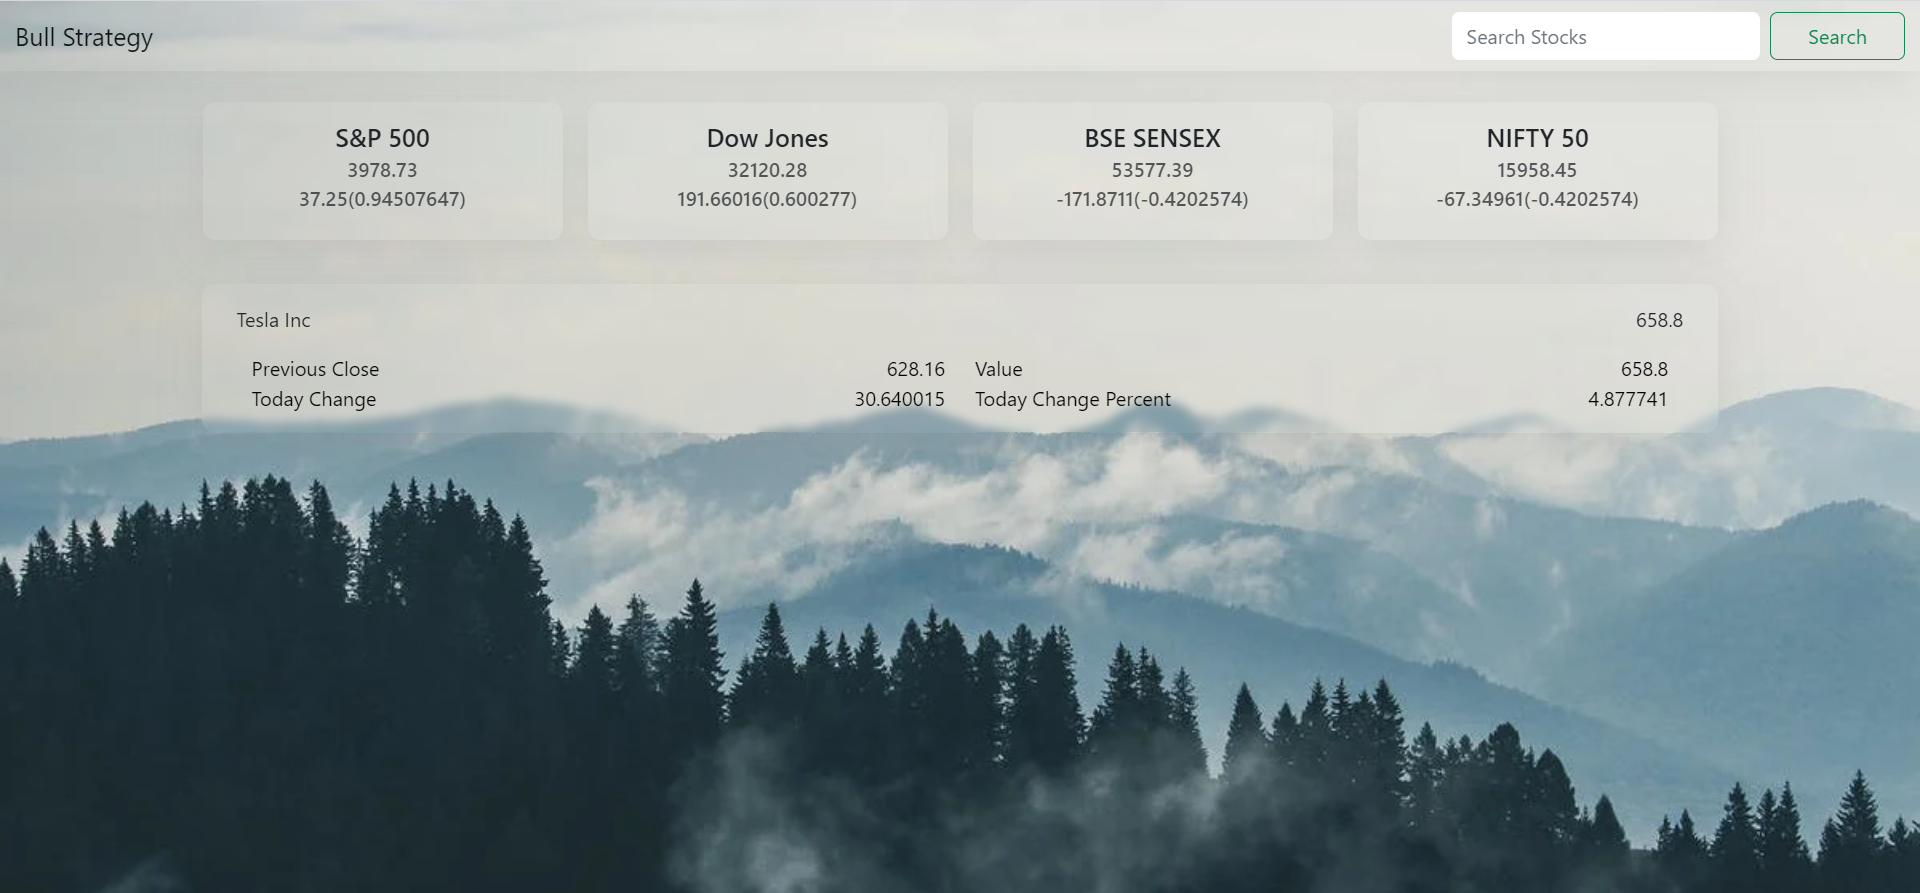 Bull Strategy
Search Stocks
Search
S&P 500
3978.73
37.25(0.94507647)
Dow Jones
32120.28
191.66016(0.600277)
BSE SENSEX
53577.39
-171.8711(-0.4202574)
NIFTY 50
15958.45
-67.34961(-0.4202574)
Tesla Inc 658.8
Previous Close 628.16 Value 658.8
Today Change 30.640015 Today Change Percent 4.877741